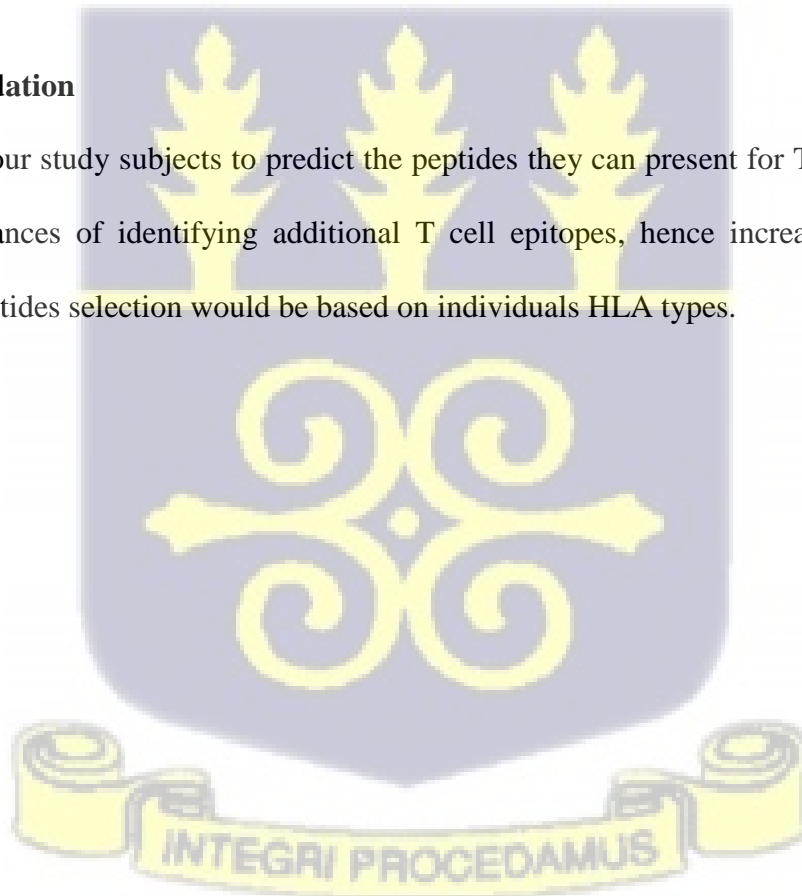 dation
our study subjects to predict the peptides they can present for T
ances of identifying additional T cell epitopes, hence increa
tides selection would be based on individuals HLA types.
INTEGRI PROCEDAMUS